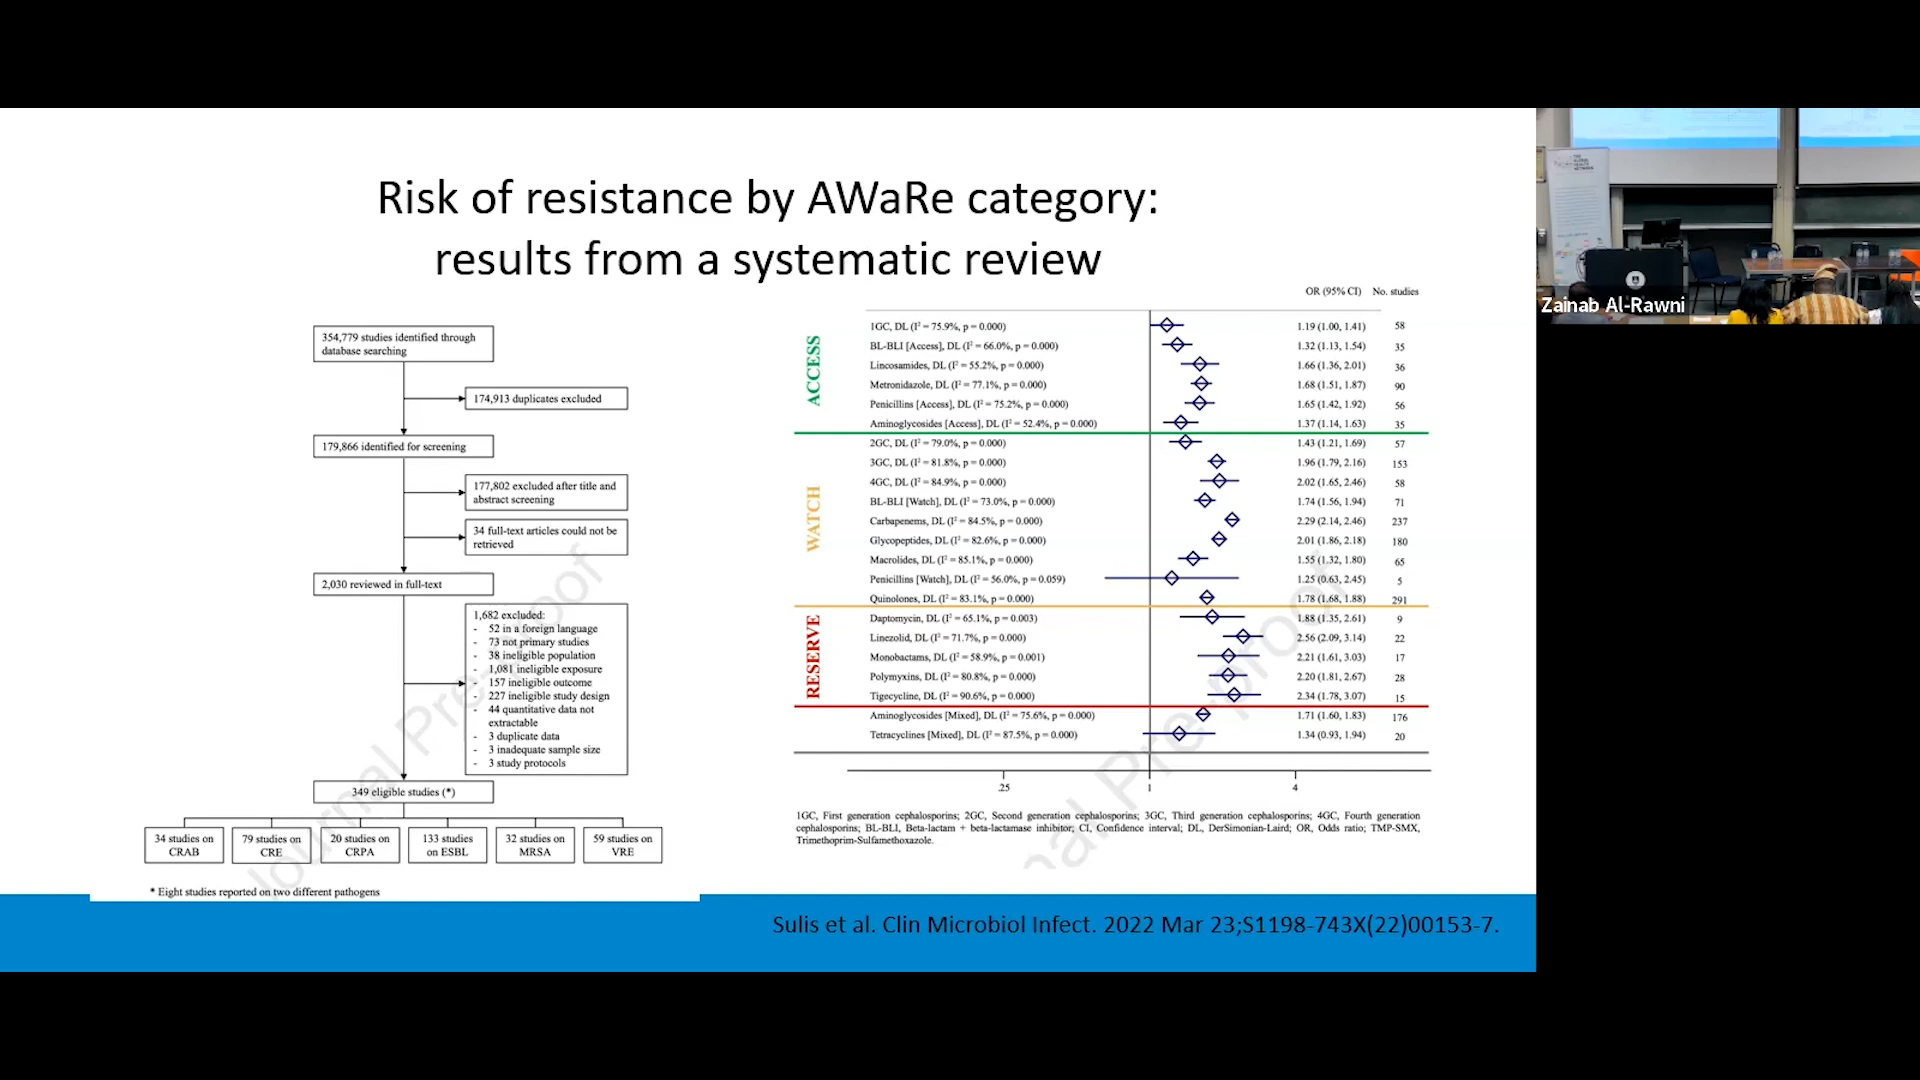 Risk of resistance by AWaRe category:
results from a systematic review
354,779 studies identified through
database searching
174,913 duplicates excluded
179,866 identified for screening
177,802 excluded after title and
abstract screening
34 full-text articles could not be
retrieved
2,030 reviewed in full-text
1,682 excluded:
- 52 in a foreign language
- 73 not primary studies
- 38 ineligible population
- 1,081 ineligible exposure
- 157 ineligible outcome
- 227 ineligible study design
- 44 quantitative data not
extractable
- 3 duplicate data
- 3 inadequate sample size
- 3 study protocols
349 eligible studies (*)
34 studies on
CRAB
79 studies on
CRE
20 studies on
CRPA
133 studies
on ESBL
32 studies on
MRSA
59 studies on
VRE
* Eight studies reported on two different pathogens
Journal Pre-proof
OR (95% CI) No. studies
ACCESS
1GC, DL (I² = 75.9%, p = 0.000) 1.19 (1.00, 1.41) 58
BL-BLI [Access], DL (I² = 66.0%, p = 0.000) 1.32 (1.13, 1.54) 35
Lincosamides, DL (I² = 55.2%, p = 0.000) 1.66 (1.36, 2.01) 36
Metronidazole, DL (I² = 77.1%, p = 0.000) 1.68 (1.51, 1.87) 90
Penicillins [Access], DL (I² = 75.2%, p = 0.000) 1.65 (1.42, 1.92) 56
Aminoglycosides [Access], DL (I² = 52.4%, p = 0.000) 1.37 (1.14, 1.63) 35
WATCH
2GC, DL (I² = 79.0%, p = 0.000) 1.43 (1.21, 1.69) 57
3GC, DL (I² = 81.8%, p = 0.000) 1.96 (1.79, 2.16) 153
4GC, DL (I² = 84.9%, p = 0.000) 2.02 (1.65, 2.46) 58
BL-BLI [Watch], DL (I² = 73.0%, p = 0.000) 1.74 (1.56, 1.94) 71
Carbapenems, DL (I² = 84.5%, p = 0.000) 2.29 (2.14, 2.46) 237
Glycopeptides, DL (I² = 82.6%, p = 0.000) 2.01 (1.86, 2.18) 180
Macrolides, DL (I² = 85.1%, p = 0.000) 1.55 (1.32, 1.80) 65
Penicillins [Watch], DL (I² = 56.0%, p = 0.059) 1.25 (0.63, 2.45) 5
Quinolones, DL (I² = 83.1%, p = 0.000) 1.78 (1.68, 1.88) 291
RESERVE
Daptomycin, DL (I² = 65.1%, p = 0.003) 1.88 (1.35, 2.61) 9
Linezolid, DL (I² = 71.7%, p = 0.000) 2.56 (2.09, 3.14) 22
Monobactams, DL (I² = 58.9%, p = 0.001) 2.21 (1.61, 3.03) 17
Polymyxins, DL (I² = 80.8%, p = 0.000) 2.20 (1.81, 2.67) 28
Tigecycline, DL (I² = 90.6%, p = 0.000) 2.34 (1.78, 3.07) 15
Aminoglycosides [Mixed], DL (I² = 75.6%, p = 0.000) 1.71 (1.60, 1.83) 176
Tetracyclines [Mixed], DL (I² = 87.5%, p = 0.000) 1.34 (0.93, 1.94) 20
.25 1 4
1GC, First generation cephalosporins; 2GC, Second generation cephalosporins; 3GC, Third generation cephalosporins; 4GC, Fourth generation
cephalosporins; BL-BLI, Beta-lactam + beta-lactamase inhibitor; CI, Confidence interval; DL, DerSimonian-Laird; OR, Odds ratio; TMP-SMX,
Trimethoprim-Sulfamethoxazole.
nal Pre-proof
Sulis et al. Clin Microbiol Infect. 2022 Mar 23;S1198-743X(22)00153-7.
Zainab Al-Rawni